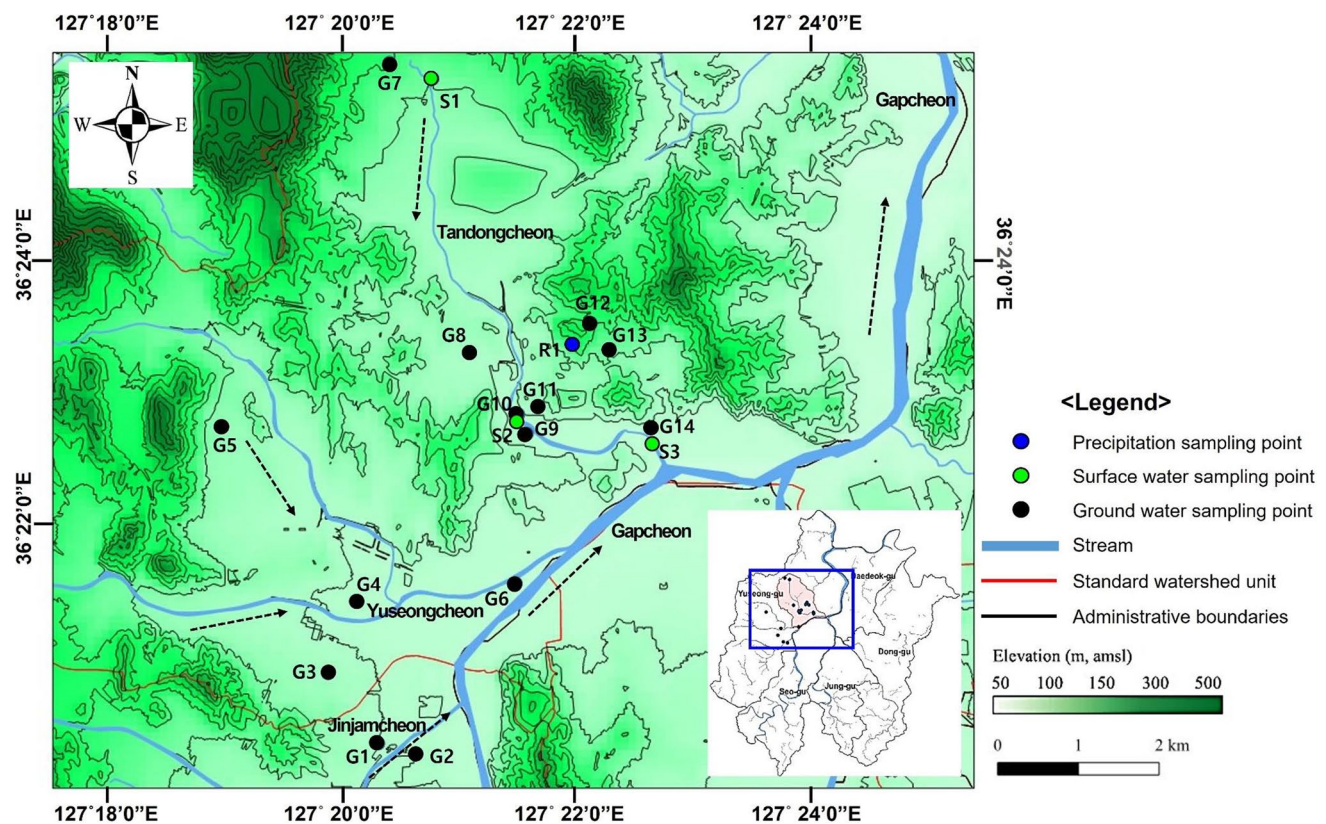 127°18'0”E 127°20'0”E 127°22'0”E 127°24'0”E
N
W E
S
G7
S1
Gapcheon
Tandongcheon
36°24'0”E
36°24'0”E
G12
G8
R1
G13
G11
G10
G5
S2
G9
G14
S3
36°22'0”E
Gapcheon
G4
Yuseongcheon
G6
G3
Jinjamcheon
G1
G2
Daedeok-gu
Yuseong-gu
Dong-gu
Seo-gu
Jung-gu
<Legend>
Precipitation sampling point
Surface water sampling point
Ground water sampling point
Stream
Standard watershed unit
Administrative boundaries
Elevation (m, amsl)
50 100 150 300 500
0 1 2 km
127°18'0”E 127°20'0”E 127°22'0”E 127°24'0”E